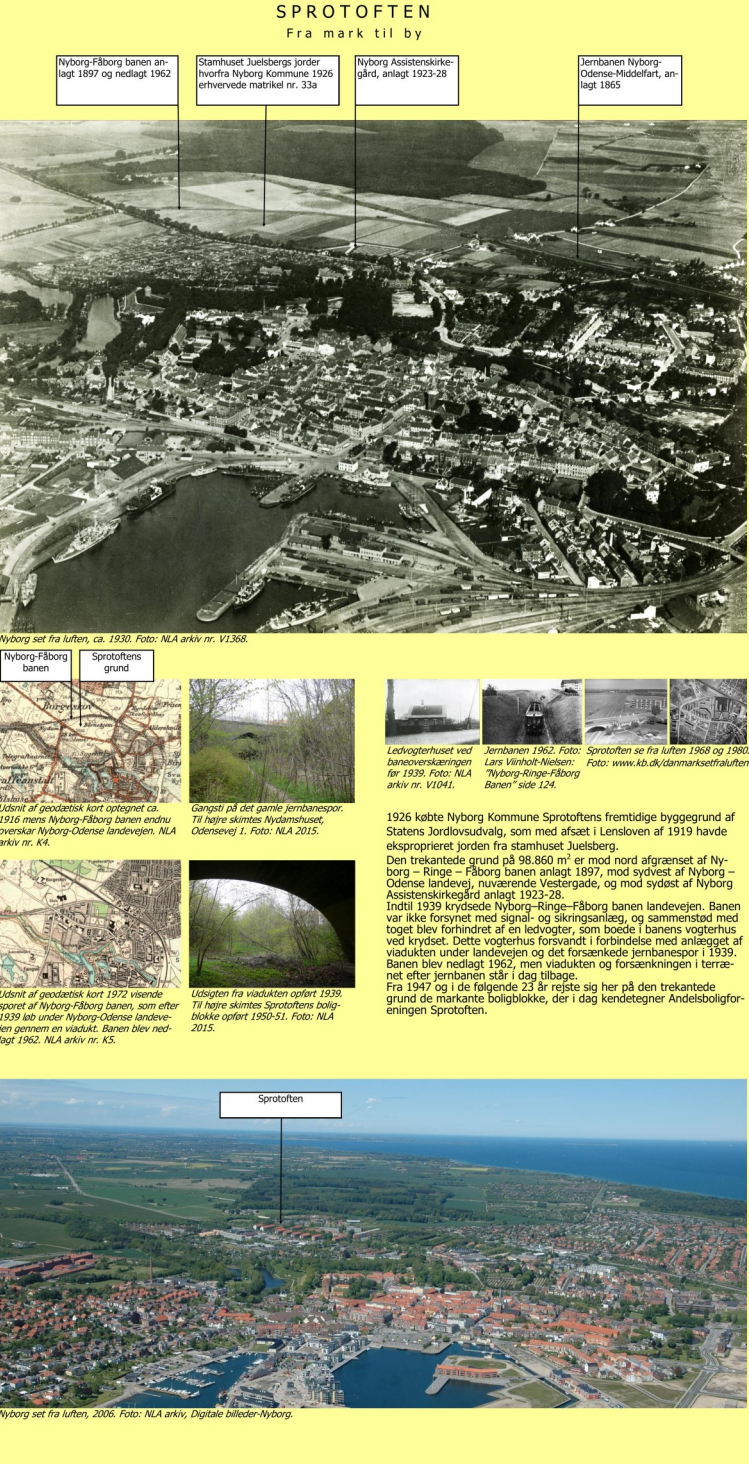 SPROTOFTEN
Fra mark til by
Nyborg-Fåborg banen an-
lagt 1897 og nedlagt 1962
Stamhuset Juelsbergs jorder
hvorfra Nyborg Kommune 1926
erhvervede matrikel nr. 33a
Nyborg Assistenskirke-
gård, anlagt 1923-28
Jernbanen Nyborg-
Odense-Middelfart, an-
lagt 1865
Nyborg set fra luften, ca. 1930. Foto: NLA arkiv nr. V1368.
Nyborg-Fåborg
banen
Sprotoftens
grund
Udsnit af geodætisk kort optegnet ca.
1916 mens Nyborg-Fåborg banen endnu
overskar Nyborg-Odense landevejen. NLA
arkiv nr. K4.
Gangsti på det gamle jernbanespor.
Til højre skimtes Nydamshuset,
Odensevej 1. Foto: NLA 2015.
Udsnit af geodætisk kort 1972 visende
sporet af Nyborg-Fåborg banen, som efter
1939 løb under Nyborg-Odense landeve-
jen gennem en viadukt. Banen blev ned-
lagt 1962. NLA arkiv nr. K5.
Udsigten fra viadukten opført 1939.
Til højre skimtes Sprotoftens bolig-
blokke opført 1950-51. Foto: NLA
2015.
Ledvogterhuset ved
baneoverskæringen
før 1939. Foto: NLA
arkiv nr. V1041.
Jernbanen 1962. Foto:
Lars Viinholt-Nielsen:
"Nyborg-Ringe-Fåborg
Banen" side 124.
Sprotoften se fra luften 1968 og 1980.
Foto: www.kb.dk/danmarksetfraluften
1926 købte Nyborg Kommune Sprotoftens fremtidige byggegrund af
Statens Jordlovsudvalg, som med afsæt i Lensloven af 1919 havde
eksproprieret jorden fra stamhuset Juelsberg.
Den trekantede grund på 98.860 m² er mod nord afgrænset af Ny-
borg – Ringe – Fåborg banen anlagt 1897, mod sydvest af Nyborg –
Odense landevej, nuværende Vestergade, og mod sydøst af Nyborg
Assistenskirkegård anlagt 1923-28.
Indtil 1939 krydsede Nyborg–Ringe–Fåborg banen landevejen. Banen
var ikke forsynet med signal- og sikringsanlæg, og sammenstød med
toget blev forhindret af en ledvogter, som boede i banens vogterhus
ved krydset. Dette vogterhus forsvandt i forbindelse med anlægget af
viadukten under landevejen og det forsænkede jernbanespor i 1939.
Banen blev nedlagt 1962, men viadukten og forsænkningen i terræ-
net efter jernbanen står i dag tilbage.
Fra 1947 og i de følgende 23 år rejste sig her på den trekantede
grund de markante boligblokke, der i dag kendetegner Andelsboligfor-
eningen Sprotoften.
Sprotoften
Nyborg set fra luften, 2006. Foto: NLA arkiv, Digitale billeder-Nyborg.